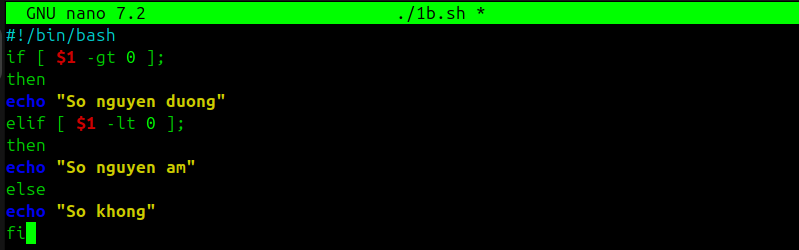 GNU nano 7.2 ./1b.sh *
#!/bin/bash
if [ $1 -gt 0 ];
then
echo "So nguyen duong"
elif [ $1 -lt 0 ];
then
echo "So nguyen am"
else
echo "So khong"
fi